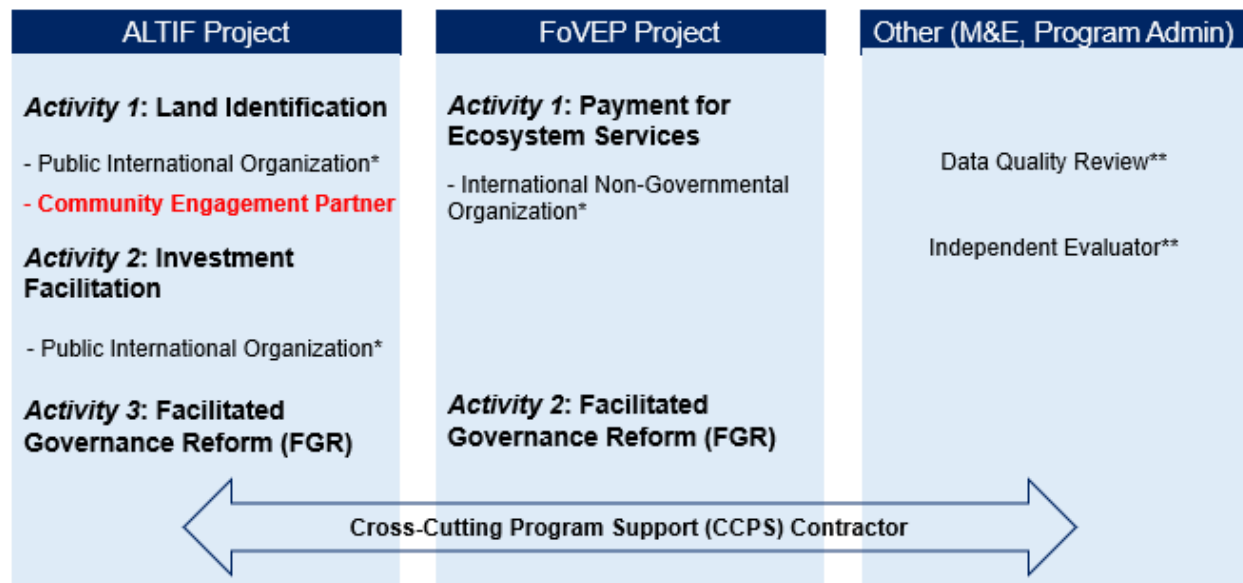 ALTIF Project
Activity 1: Land Identification
- Public International Organization*
- Community Engagement Partner
Activity 2: Investment
Facilitation
- Public International Organization*
Activity 3: Facilitated
Governance Reform (FGR)
FoVEP Project
Activity 1: Payment for
Ecosystem Services
- International Non-Governmental
Organization*
Activity 2: Facilitated
Governance Reform (FGR)
Other (M&E, Program Admin)
Data Quality Review**
Independent Evaluator**
Cross-Cutting Program Support (CCPS) Contractor